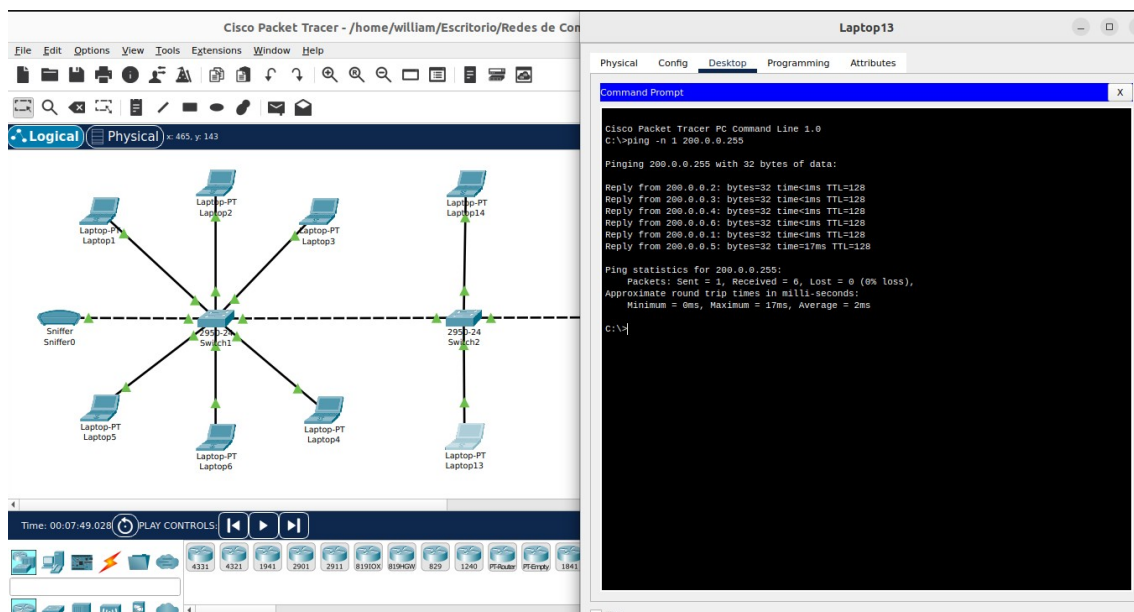 Cisco Packet Tracer - /home/william/Escritorio/Redes de Con
File Edit Options View Tools Extensions Window Help
Logical
Physical
x: 465, y: 143
Laptop-PT
Laptop1
Laptop-PT
Laptop2
Laptop-PT
Laptop3
Laptop-PT
Laptop14
Sniffer
Sniffer0
2950-24
Switch1
2950-24
Switch2
Laptop-PT
Laptop5
Laptop-PT
Laptop6
Laptop-PT
Laptop4
Laptop-PT
Laptop13
Time: 00:07:49.028
PLAY CONTROLS:
4331 4321 1941 2901 2911 819IOX 819HGW 829 1240 PT-Router PT-Empty 1841
Laptop13
Physical Config Desktop Programming Attributes
Command Prompt
X
Cisco Packet Tracer PC Command Line 1.0
C:\>ping -n 1 200.0.0.255
Pinging 200.0.0.255 with 32 bytes of data:
Reply from 200.0.0.2: bytes=32 time<1ms TTL=128
Reply from 200.0.0.3: bytes=32 time<1ms TTL=128
Reply from 200.0.0.4: bytes=32 time<1ms TTL=128
Reply from 200.0.0.6: bytes=32 time<1ms TTL=128
Reply from 200.0.0.1: bytes=32 time<1ms TTL=128
Reply from 200.0.0.5: bytes=32 time=17ms TTL=128
Ping statistics for 200.0.0.255:
Packets: Sent = 1, Received = 6, Lost = 0 (0% loss),
Approximate round trip times in milli-seconds:
Minimum = 0ms, Maximum = 17ms, Average = 2ms
C:\>